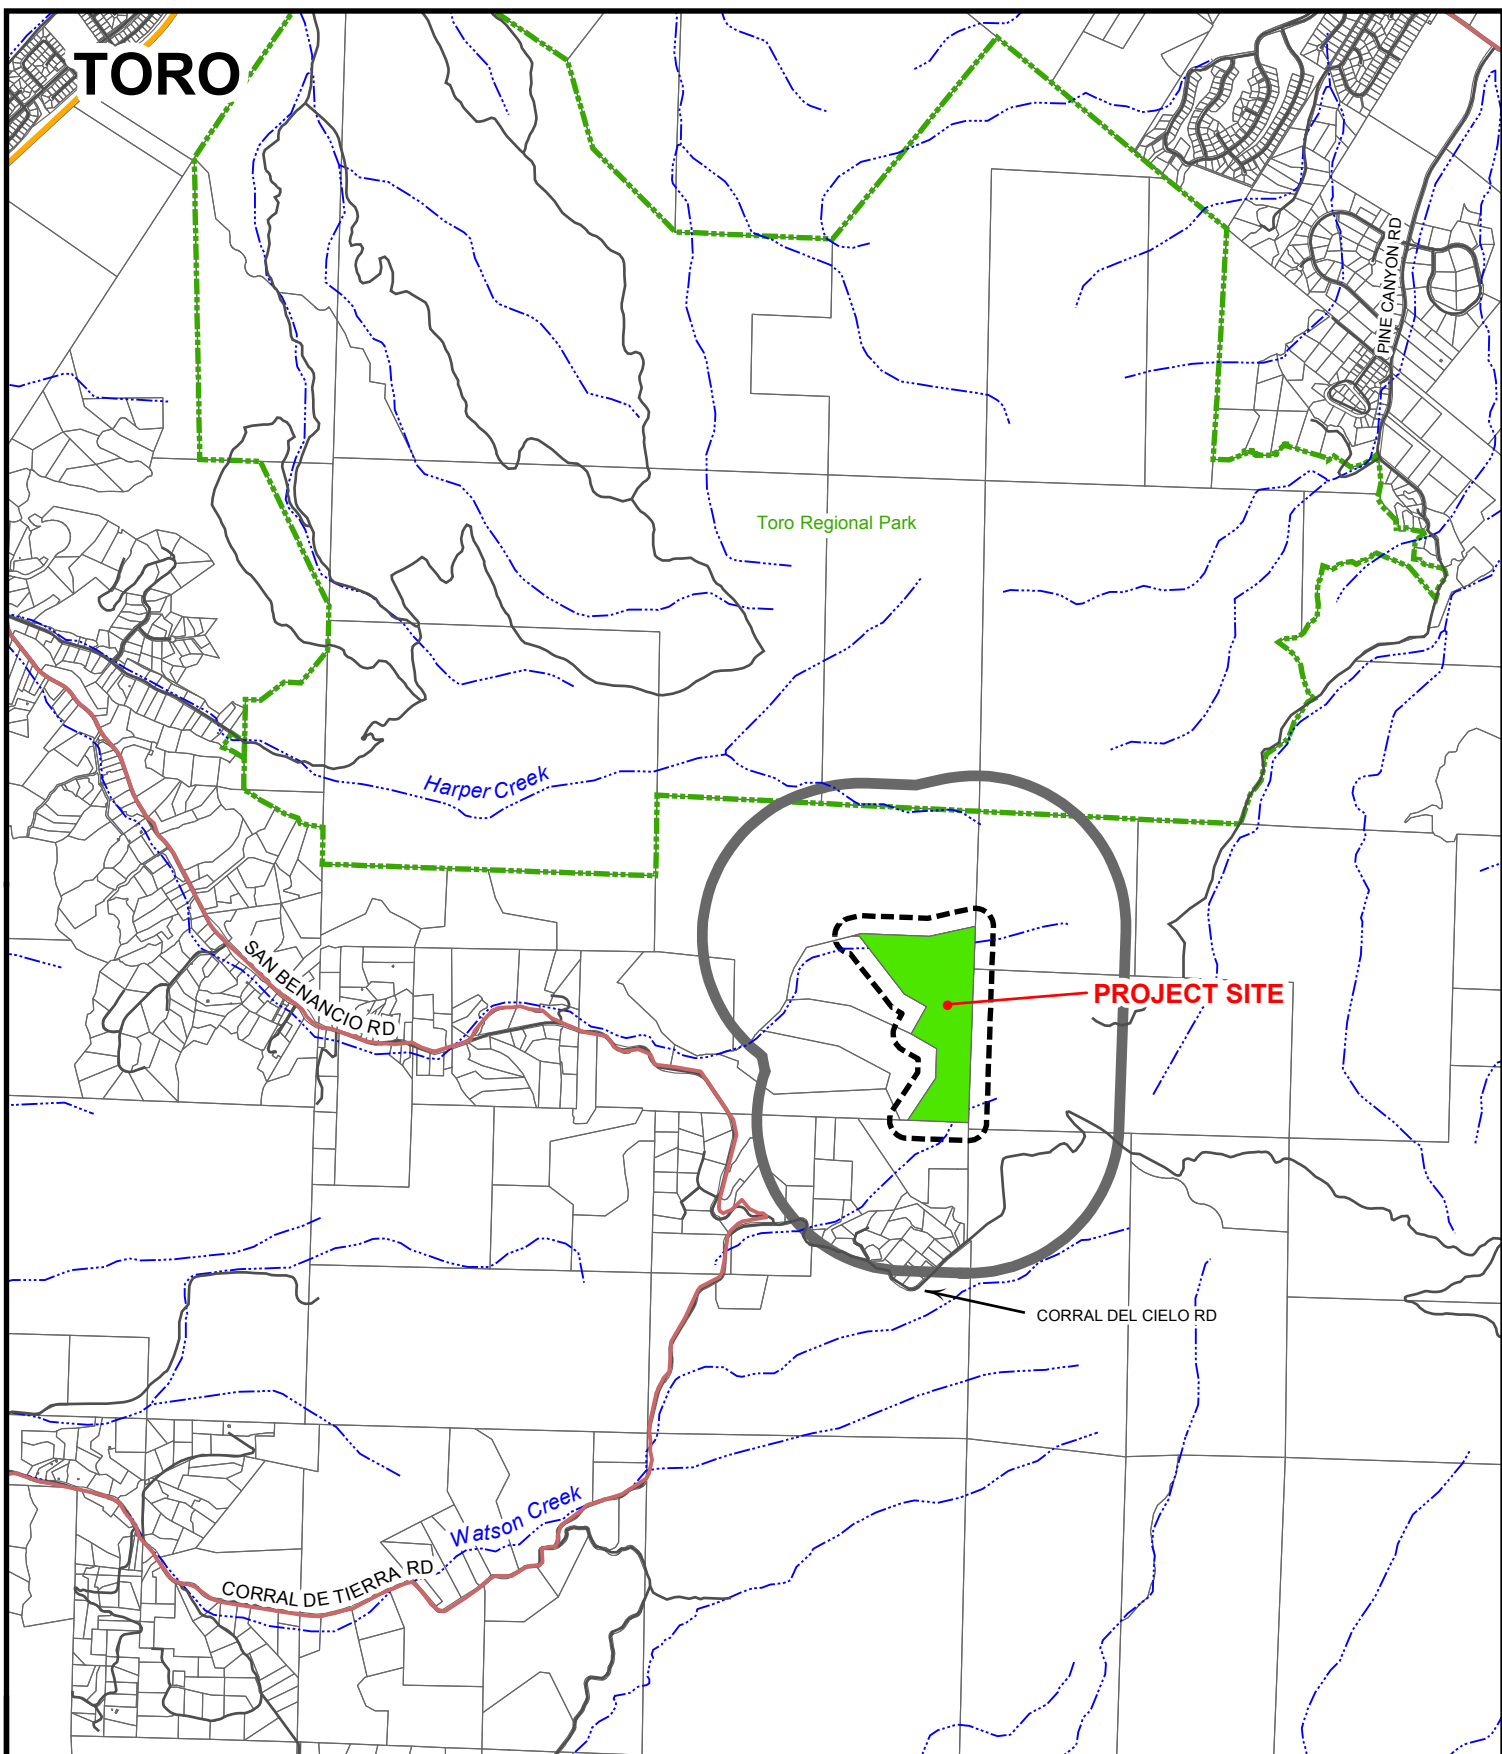 TORO
PINE CANYON RD
Toro Regional Park
Harper Creek
SAN BENANCIO RD
PROJECT SITE
CORRAL DEL CIELO RD
Watson Creek
CORRAL DE TIERRA RD